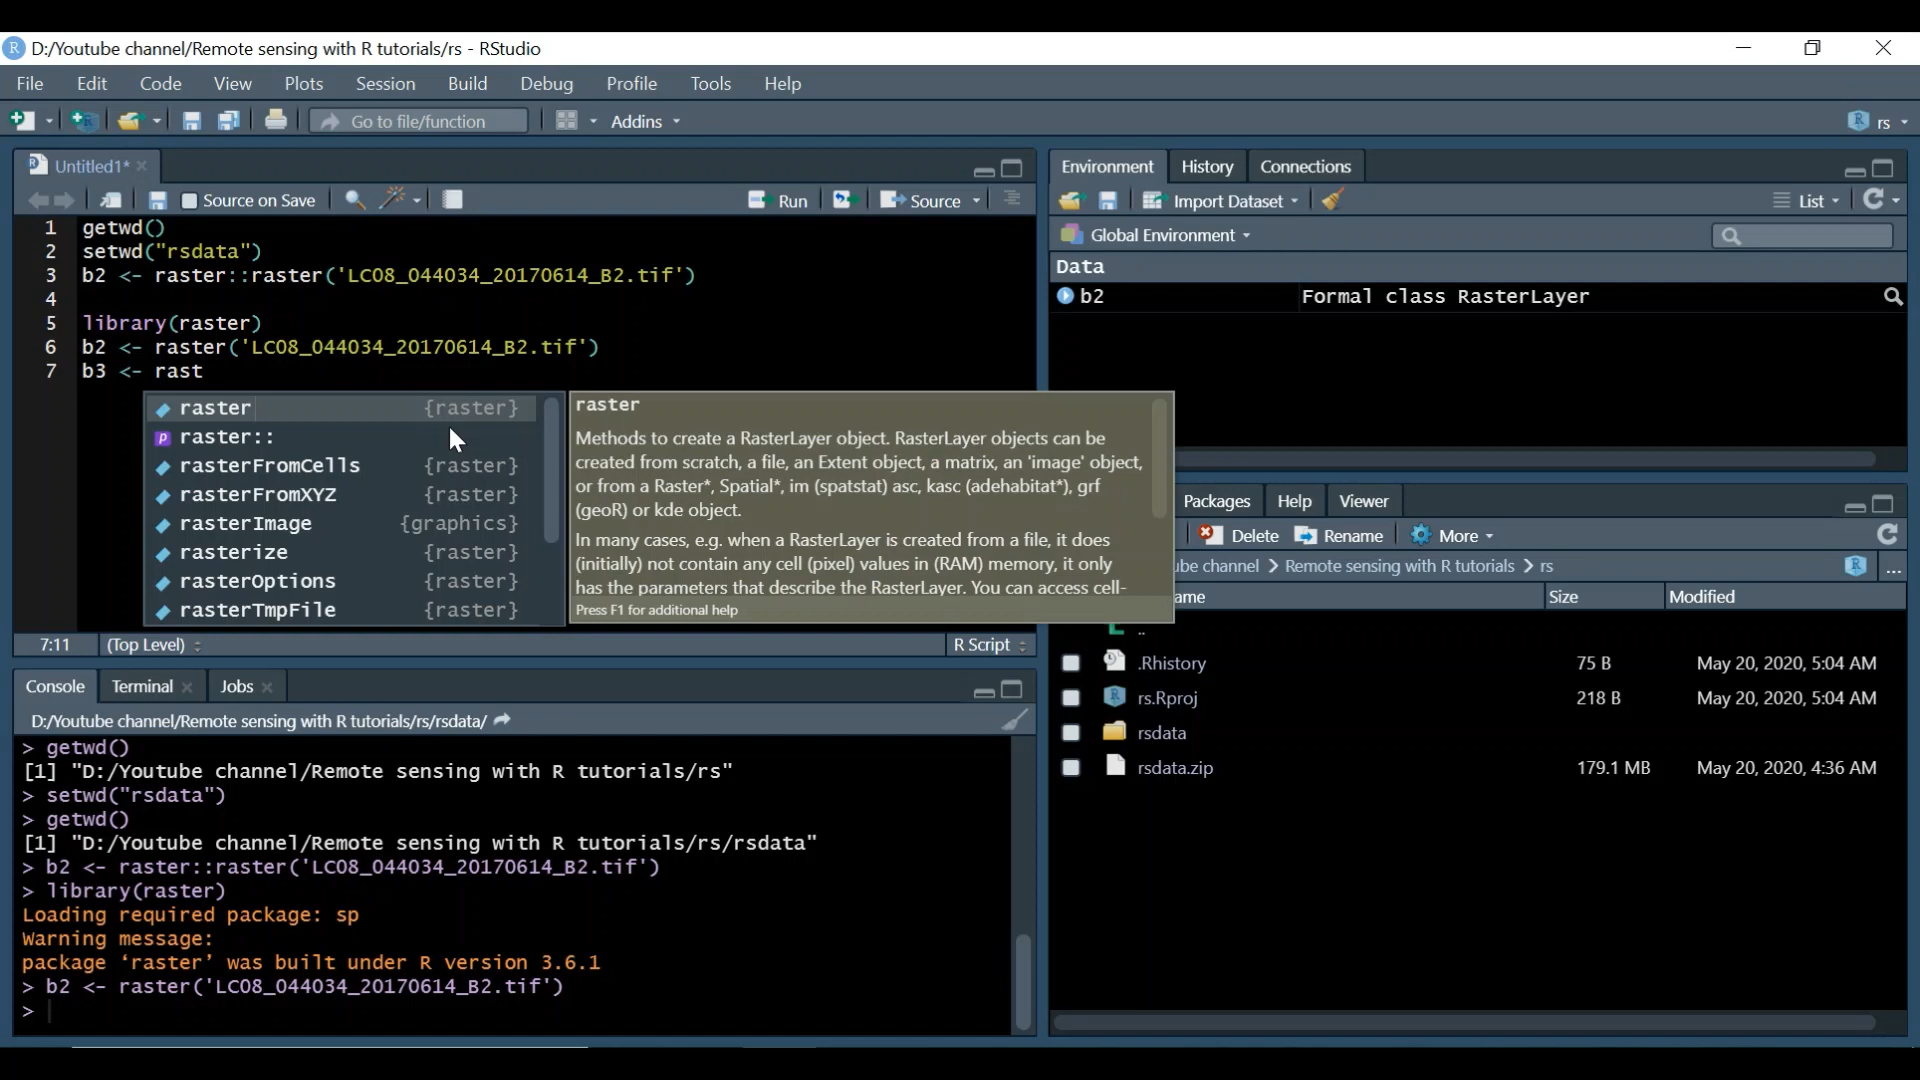 D:/Youtube channel/Remote sensing with R tutorials/rs - RStudio
File Edit Code View Plots Session Build Debug Profile Tools Help
Go to file/function Addins rs
Untitled1*
Source on Save Run Source
1 getwd()
2 setwd("rsdata")
3 b2 <- raster::raster('LC08_044034_20170614_B2.tif')
4
5 library(raster)
6 b2 <- raster('LC08_044034_20170614_B2.tif')
7 b3 <- rast
raster {raster}
raster::
rasterFromCells {raster}
rasterFromXYZ {raster}
rasterImage {graphics}
rasterize {raster}
rasterOptions {raster}
rasterTmpFile {raster}
raster
Methods to create a RasterLayer object. RasterLayer objects can be
created from scratch, a file, an Extent object, a matrix, an 'image' object,
or from a Raster*, Spatial*, im (spatstat) asc, kasc (adehabitat*), grf
(geoR) or kde object.
In many cases, e.g. when a RasterLayer is created from a file, it does
(initially) not contain any cell (pixel) values in (RAM) memory, it only
has the parameters that describe the RasterLayer. You can access cell-
Press F1 for additional help
7:11 (Top Level) R Script
Console Terminal Jobs
D:/Youtube channel/Remote sensing with R tutorials/rs/rsdata/
> getwd()
[1] "D:/Youtube channel/Remote sensing with R tutorials/rs"
> setwd("rsdata")
> getwd()
[1] "D:/Youtube channel/Remote sensing with R tutorials/rs/rsdata"
> b2 <- raster::raster('LC08_044034_20170614_B2.tif')
> library(raster)
Loading required package: sp
Warning message:
package ‘raster’ was built under R version 3.6.1
> b2 <- raster('LC08_044034_20170614_B2.tif')
>
Environment History Connections
Import Dataset List
Global Environment
Data
b2 Formal class RasterLayer
Packages Help Viewer
Delete Rename More
ube channel > Remote sensing with R tutorials > rs ...
ame Size Modified
..
.Rhistory 75 B May 20, 2020, 5:04 AM
rs.Rproj 218 B May 20, 2020, 5:04 AM
rsdata
rsdata.zip 179.1 MB May 20, 2020, 4:36 AM